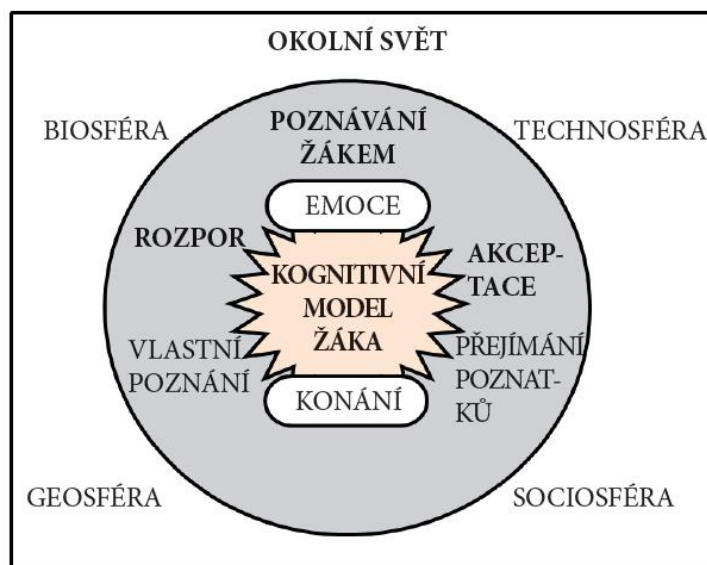 OKOLNÍ SVĚT
BIOSFÉRA
TECHNOSFÉRA
POZNÁVÁNÍ
ŽÁKEM
EMOCE
ROZPOR
AKCEP-
TACE
KOGNITIVNÍ
MODEL
ŽÁKA
VLASTNÍ
POZNÁNÍ
PŘEJÍMÁNÍ
POZNAT-
KŮ
KONÁNÍ
GEOSFÉRA
SOCIOSFÉRA